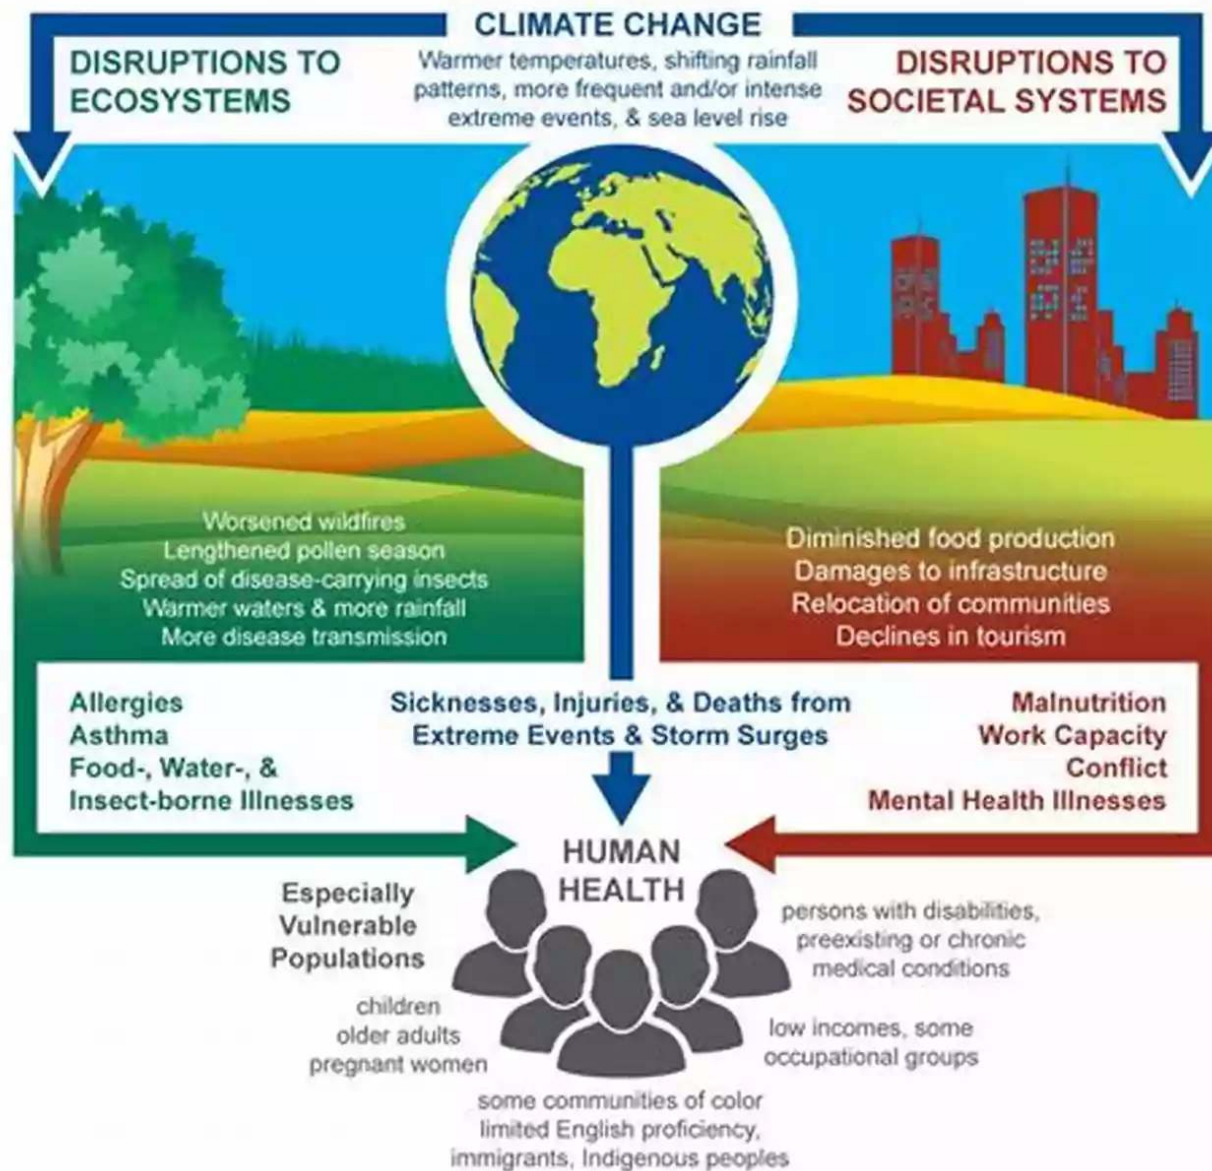 CLIMATE CHANGE
Warmer temperatures, shifting rainfall
patterns, more frequent and/or intense
extreme events, & sea level rise
DISRUPTIONS TO
ECOSYSTEMS
DISRUPTIONS TO
SOCIETAL SYSTEMS
Worsened wildfires
Lengthened pollen season
Spread of disease-carrying insects
Warmer waters & more rainfall
More disease transmission
Diminished food production
Damages to infrastructure
Relocation of communities
Declines in tourism
Allergies
Asthma
Food-, Water-, &
Insect-borne Illnesses
Sicknesses, Injuries, & Deaths from
Extreme Events & Storm Surges
Malnutrition
Work Capacity
Conflict
Mental Health Illnesses
HUMAN
HEALTH
Especially
Vulnerable
Populations
children
older adults
pregnant women
some communities of color
limited English proficiency,
immigrants, Indigenous peoples
persons with disabilities,
preexisting or chronic
medical conditions
low incomes, some
occupational groups